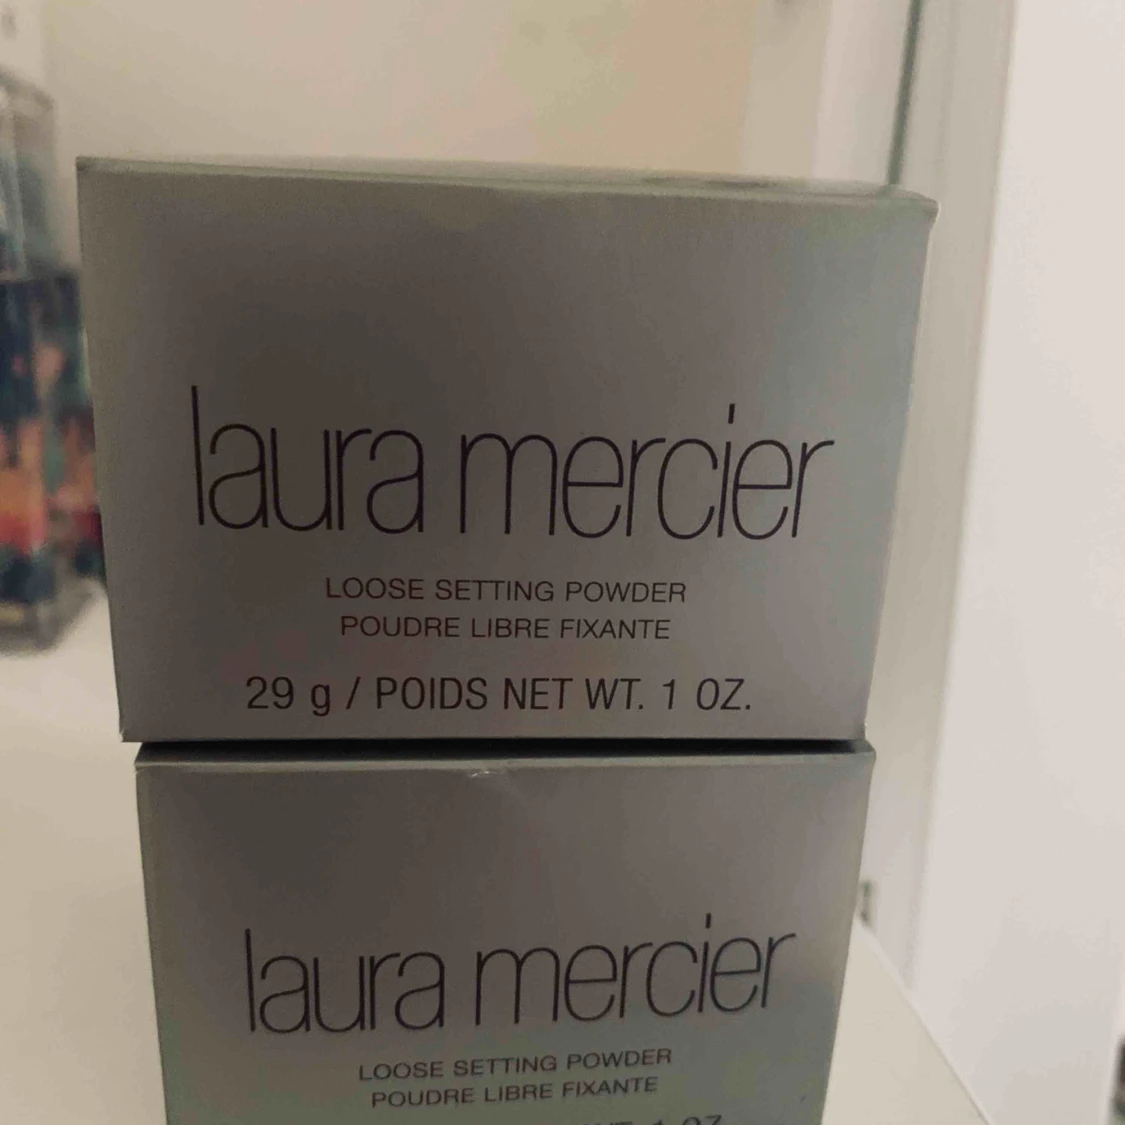 laura mercier
LOOSE SETTING POWDER
POUDRE LIBRE FIXANTE
29 g / POIDS NET WT. 1 OZ.
laura mercier
LOOSE SETTING POWDER
POUDRE LIBRE FIXANTE